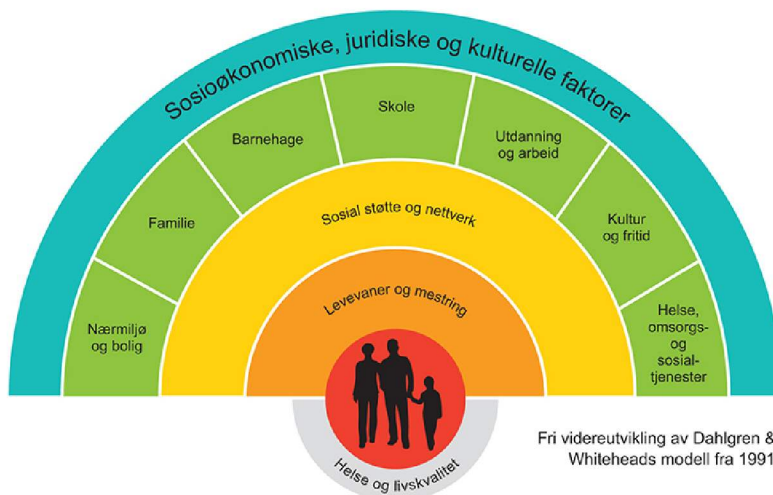 Sosioøkonomiske, juridiske og kulturelle faktorer
Nærmiljø
og bolig
Familie
Barnehage
Skole
Utdanning
og arbeid
Kultur
og fritid
Helse,
omsorgs-
og
sosial-
tjenester
Sosial støtte og nettverk
Levevaner og mestring
Helse og livskvalitet
Fri videreutvikling av Dahlgren &
Whiteheads modell fra 1991